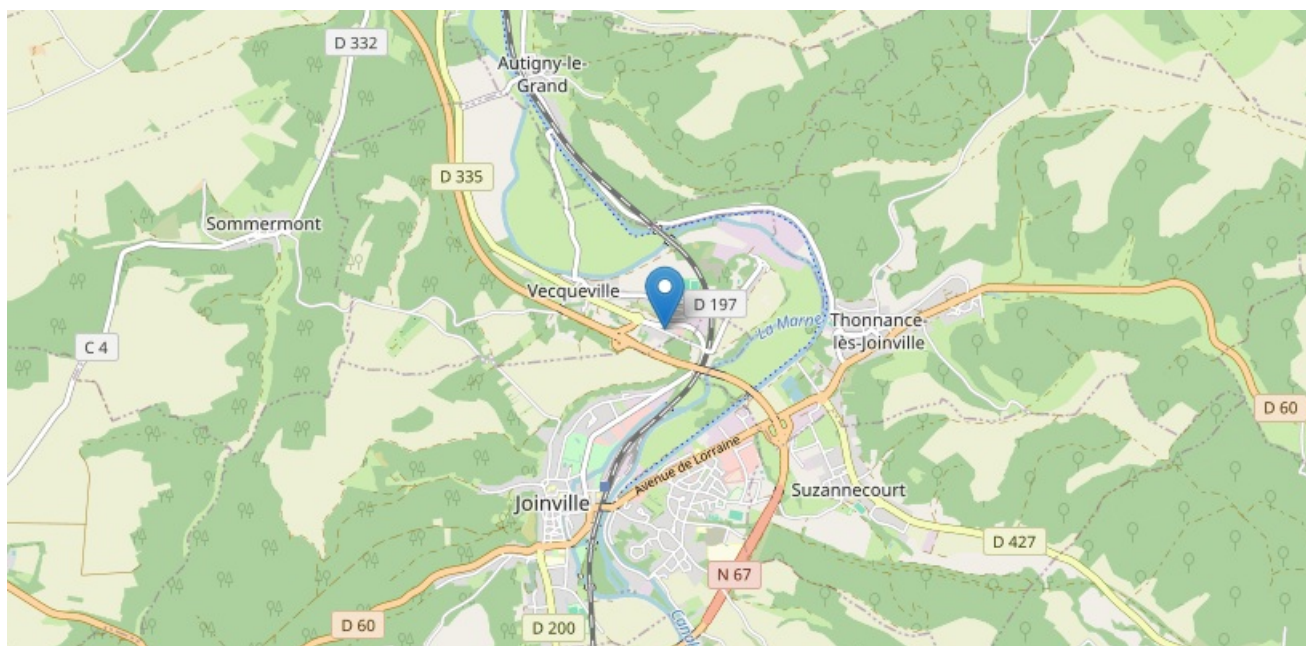 D 332
Autigny-le-
Grand
D 335
Sommermont
Vecqueville
D 197
La Marne
Thonnance-
lès-Joinville
C 4
D 60
Avenue de Lorraine
Suzannecourt
Joinville
D 427
N 67
D 60
D 200